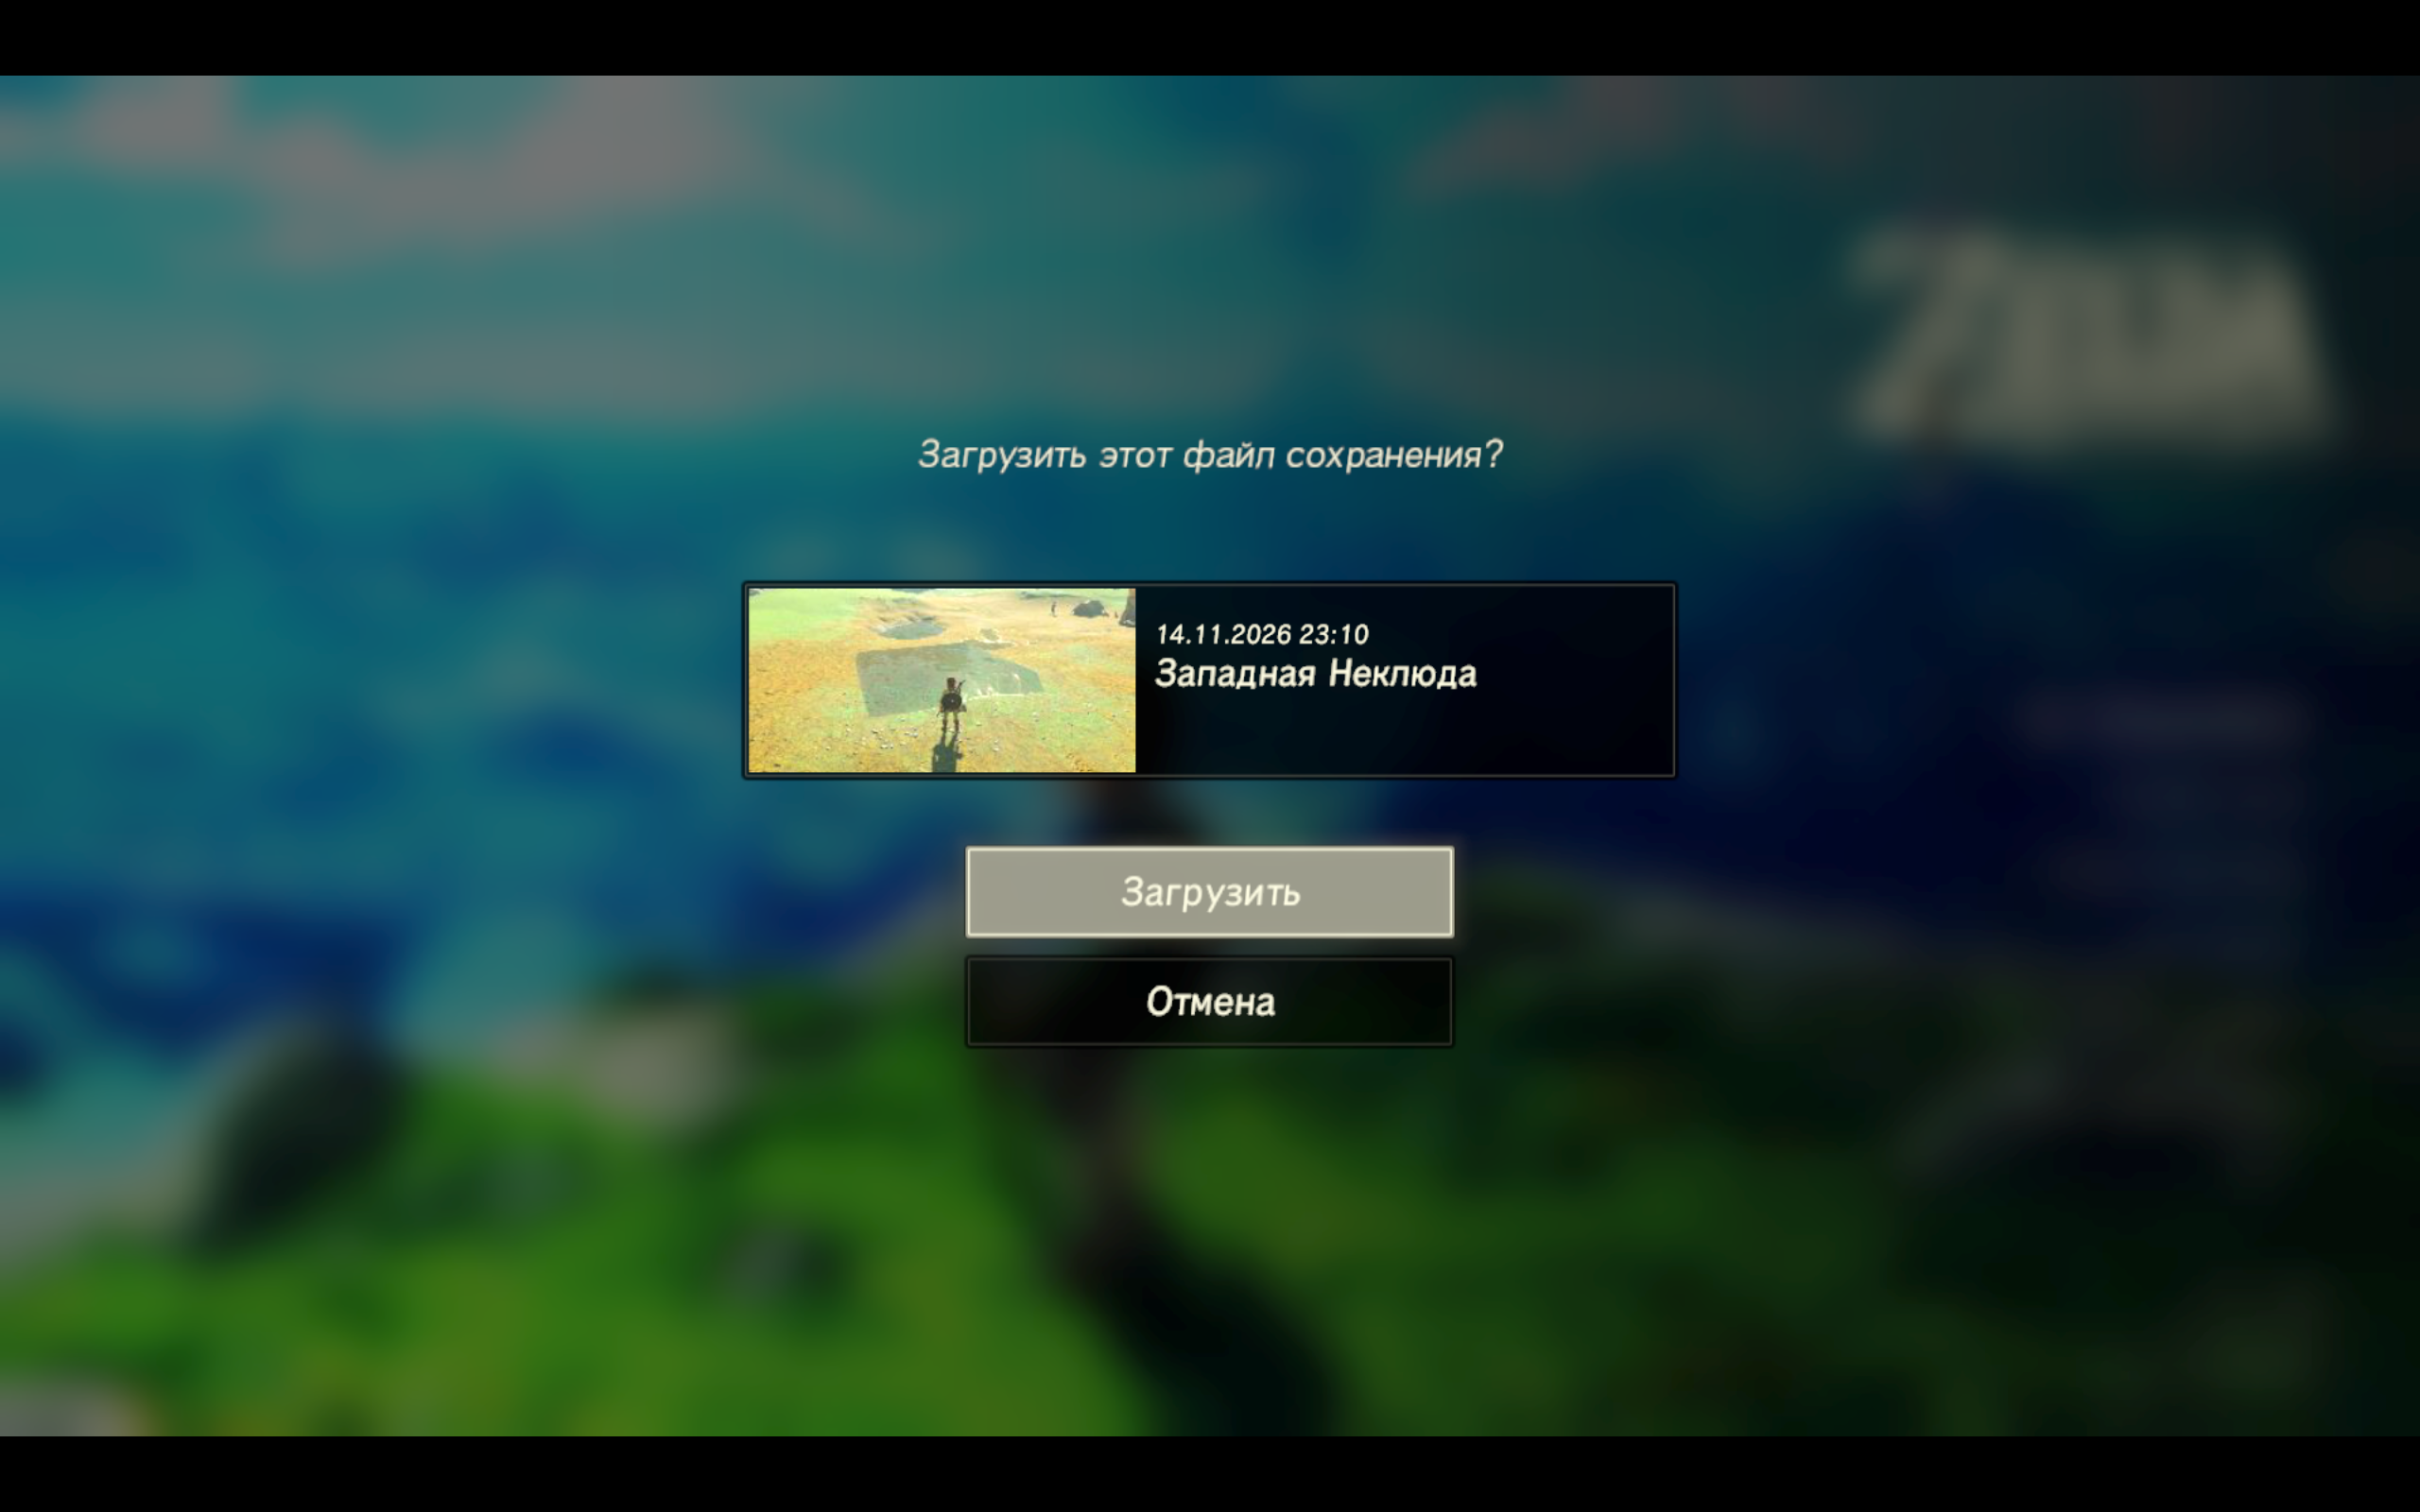 Загрузить этот файл сохранения?
14.11.2026 23:10
Западная Неклюда
Загрузить
Отмена